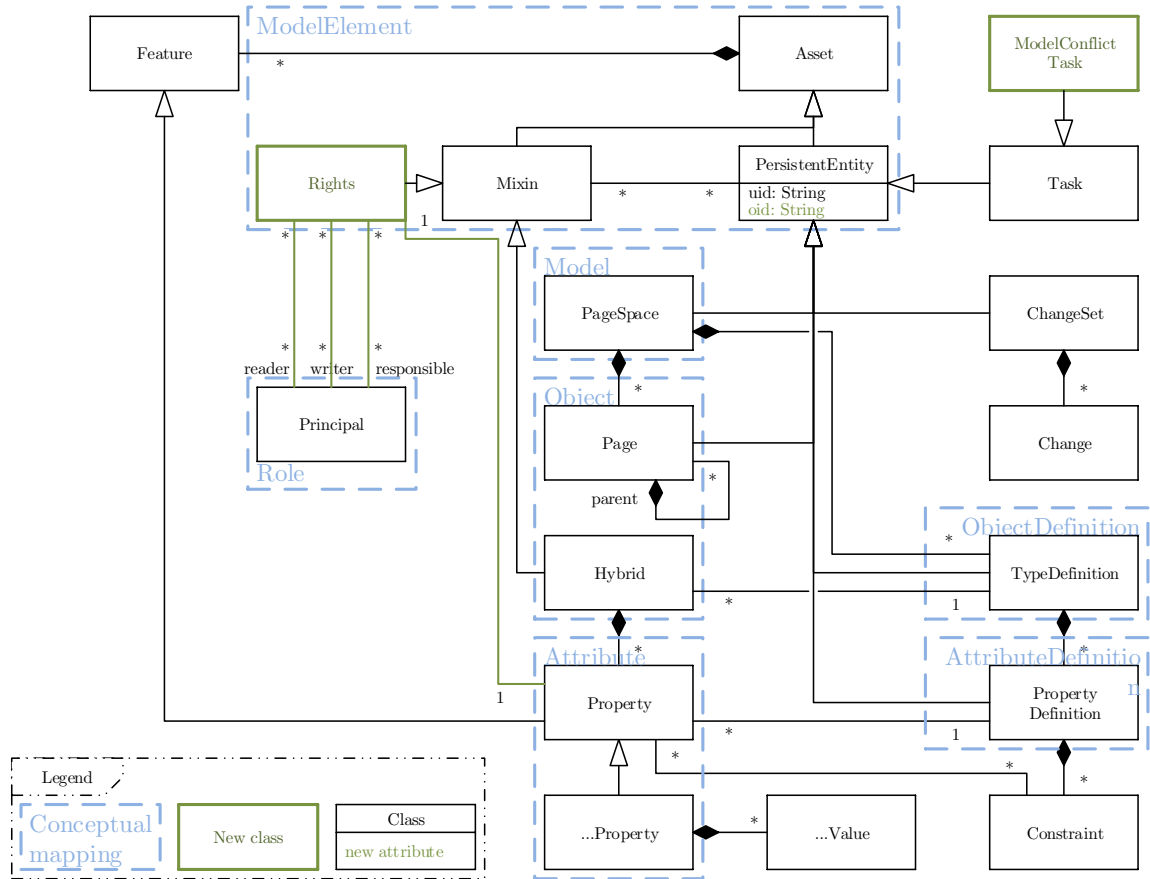 ModelElement
Feature
*
Asset
ModelConflict
Task
Rights
Mixin
*
*
PersistentEntity
uid: String
oid: String
Task
1
*
*
*
Model
PageSpace
ChangeSet
*
*
*
reader
writer
responsible
*
*
Object
Principal
Role
Page
Change
*
parent
ObjectDefinition
*
Hybrid
TypeDefinition
*
1
*
*
Attribute
AttributeDefinitio
n
1
Property
Property
Definition
*
1
*
*
*
Legend
Conceptual
mapping
New class
Class
new attribute
...Property
*
...Value
Constraint